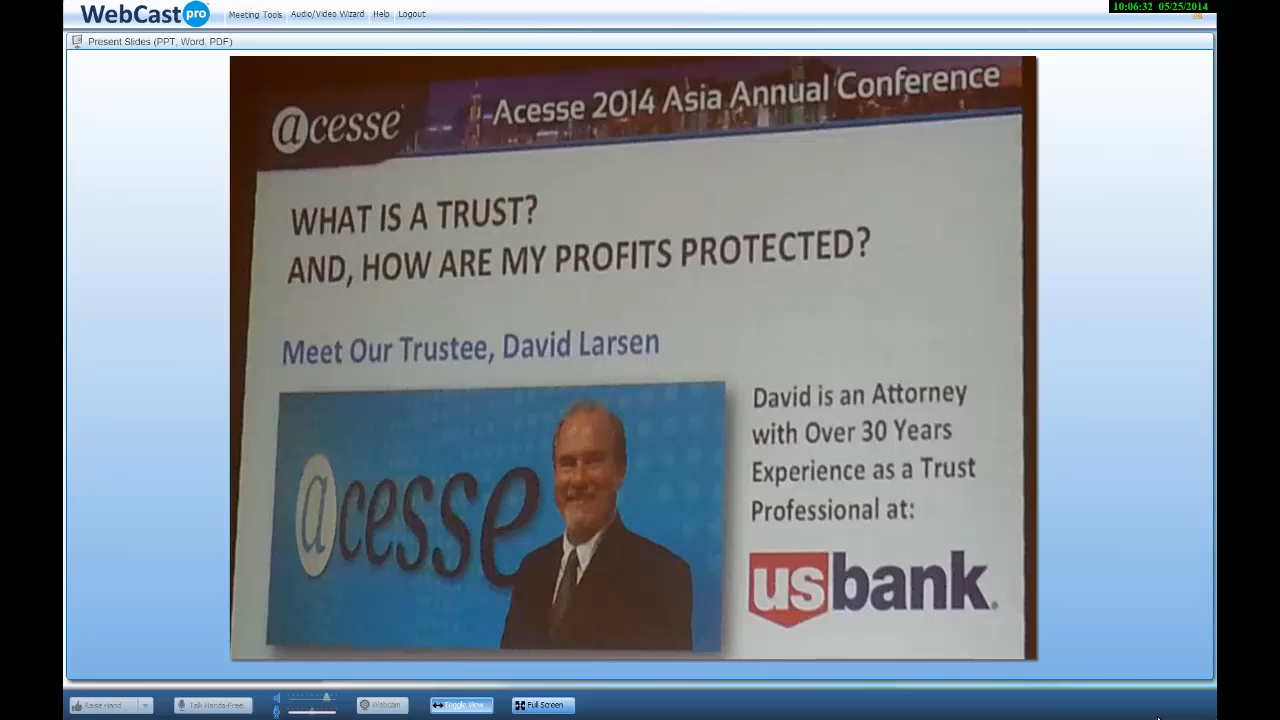 10:06:32 05/25/2014
WebCast pro
Meeting Tools Audio/Video Wizard Help Logout
Present Slides (PPT, Word, PDF)
acesse
Acesse 2014 Asia Annual Conference
WHAT IS A TRUST?
AND, HOW ARE MY PROFITS PROTECTED?
Meet Our Trustee, David Larsen
acesse
David is an Attorney
with Over 30 Years
Experience as a Trust
Professional at:
usbank.
Raise Hand Talk Hands-Free Webcam Toggle View Full Screen